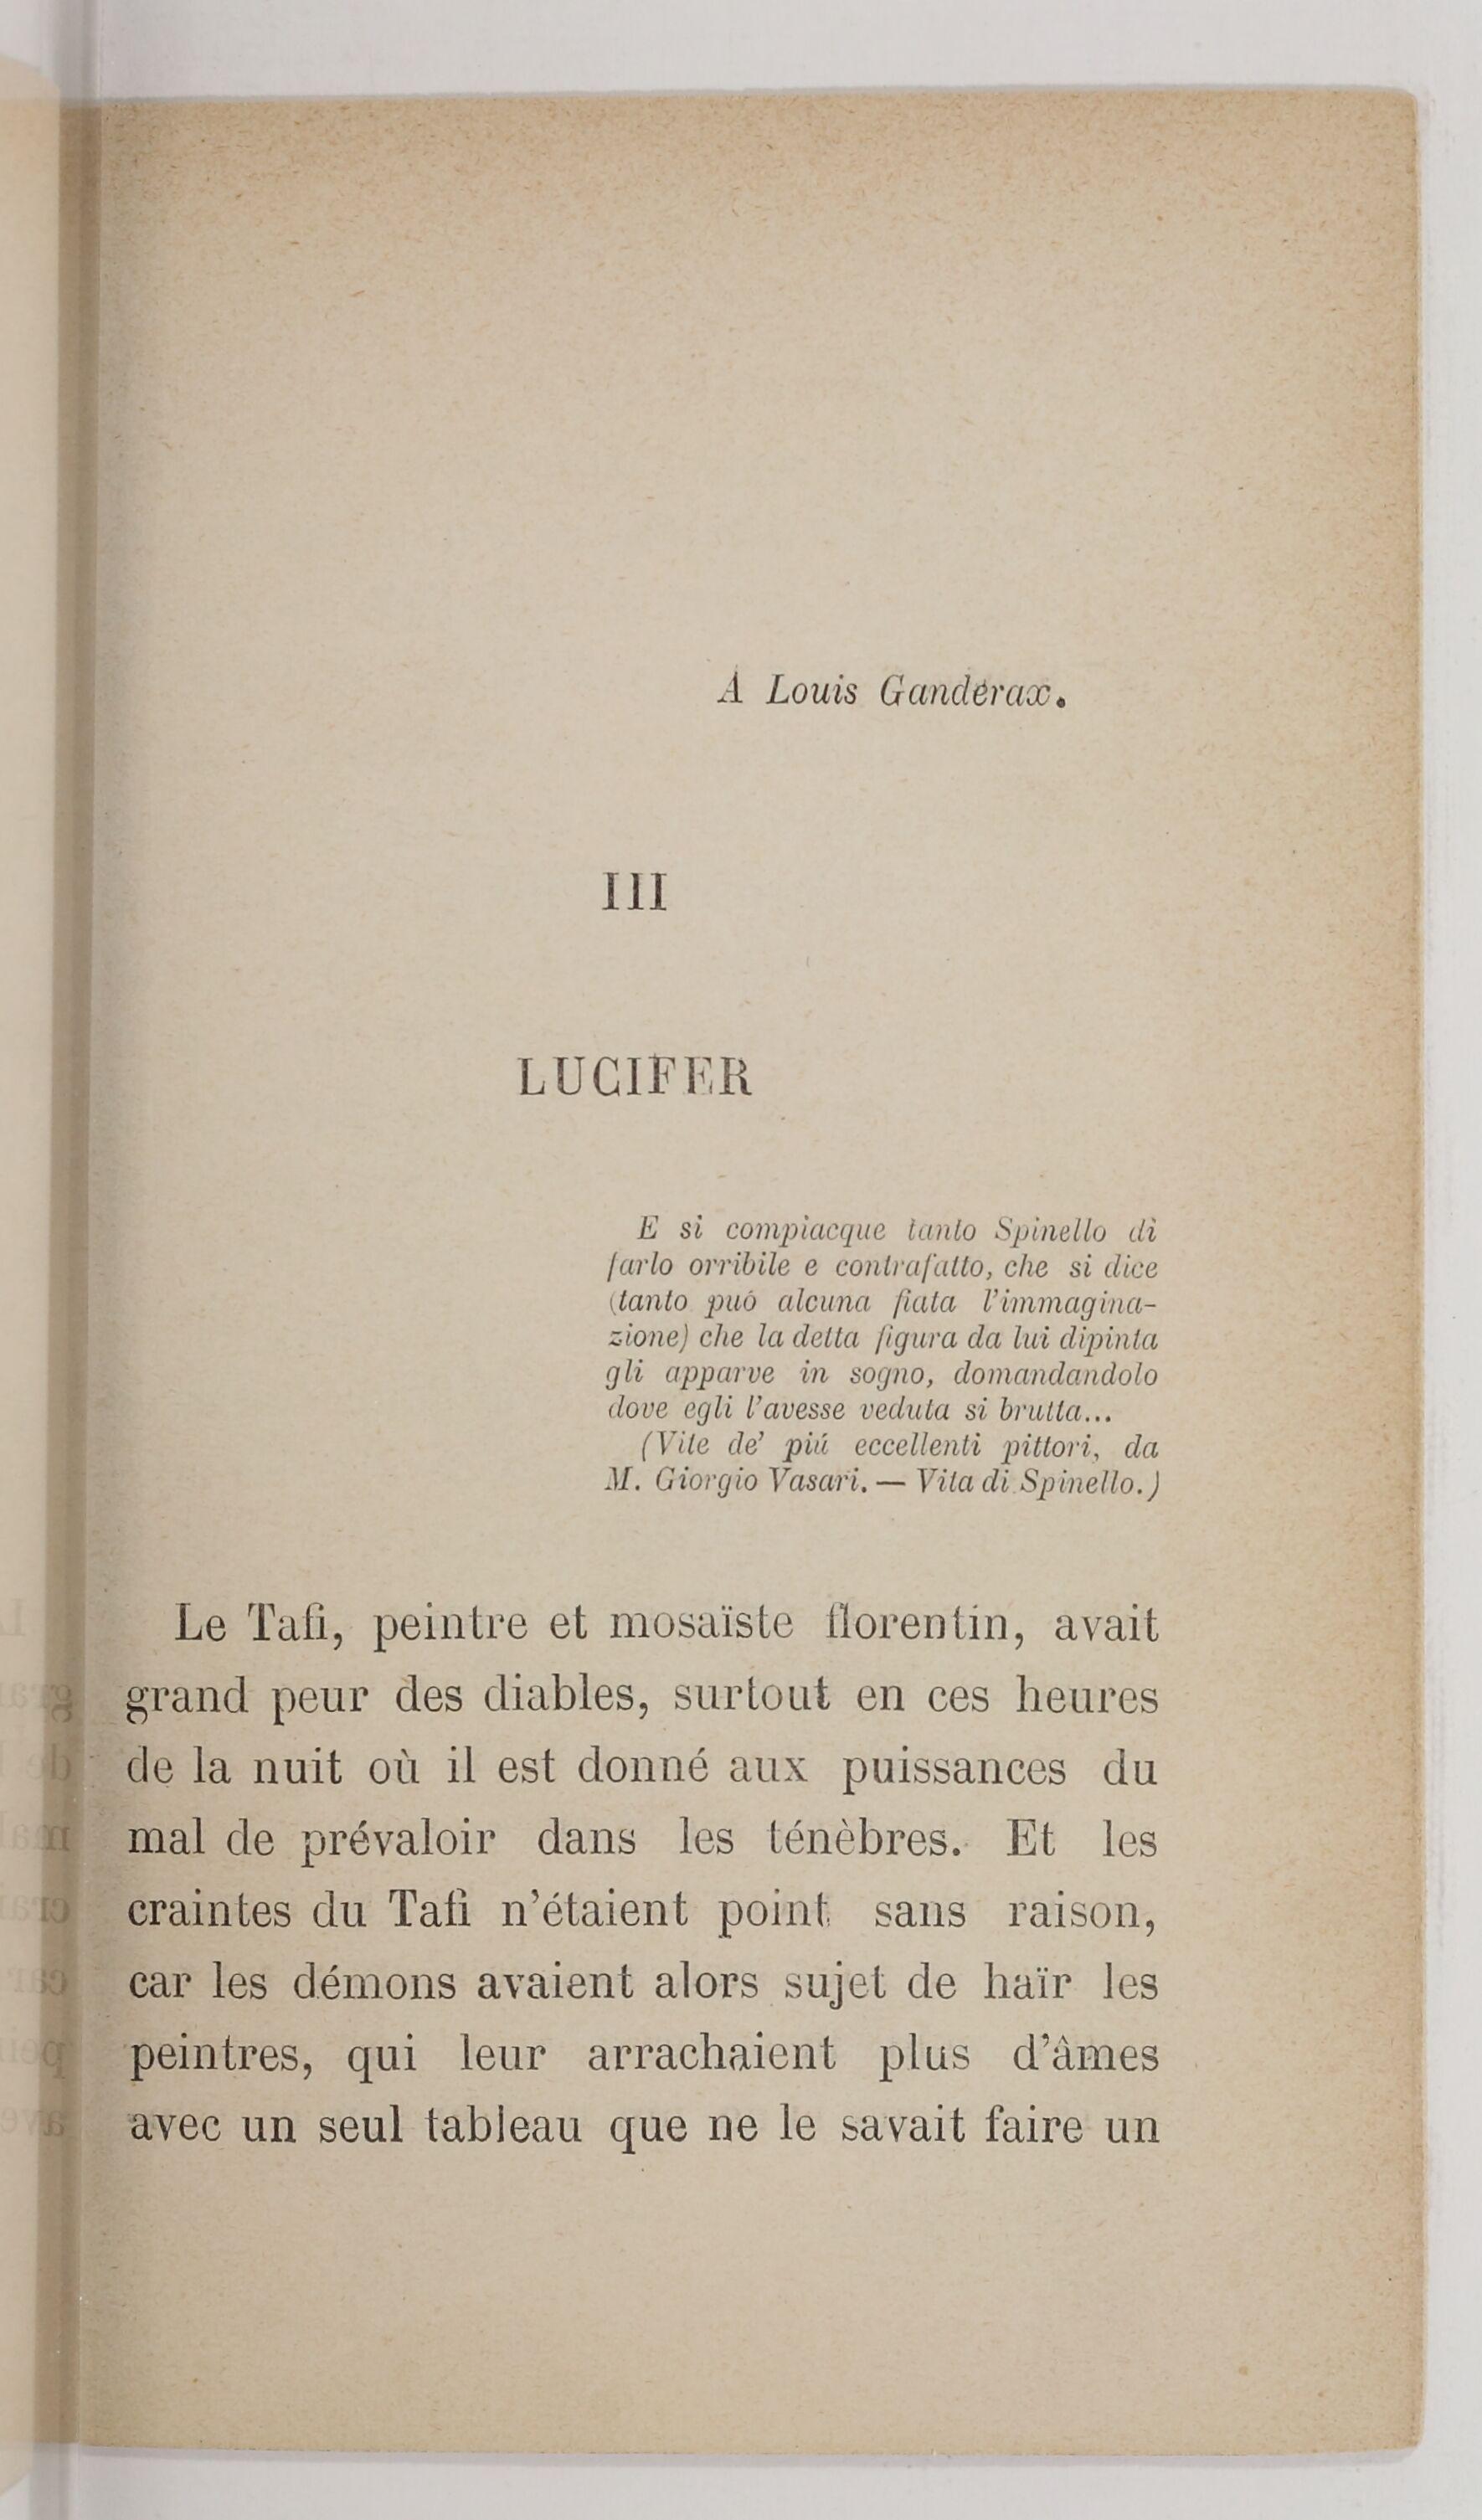 À Louis Ganderax.
III
LUCIFER
E si compiacque tanto Spinello di
farlo orribile e contrafatto, che si dice
(tanto può alcuna fiata l'immagina-
zione) che la detta figura da lui dipinta
gli apparve in sogno, domandandolo
dove egli l'avesse veduta si brutta...
(Vite de' più eccellenti pittori, da
M. Giorgio Vasari. — Vita di Spinello.)
Le Tafi, peintre et mosaïste florentin, avait
grand peur des diables, surtout en ces heures
de la nuit où il est donné aux puissances du
mal de prévaloir dans les ténèbres. Et les
craintes du Tafi n'étaient point sans raison,
car les démons avaient alors sujet de haïr les
peintres, qui leur arrachaient plus d'âmes
avec un seul tableau que ne le savait faire un